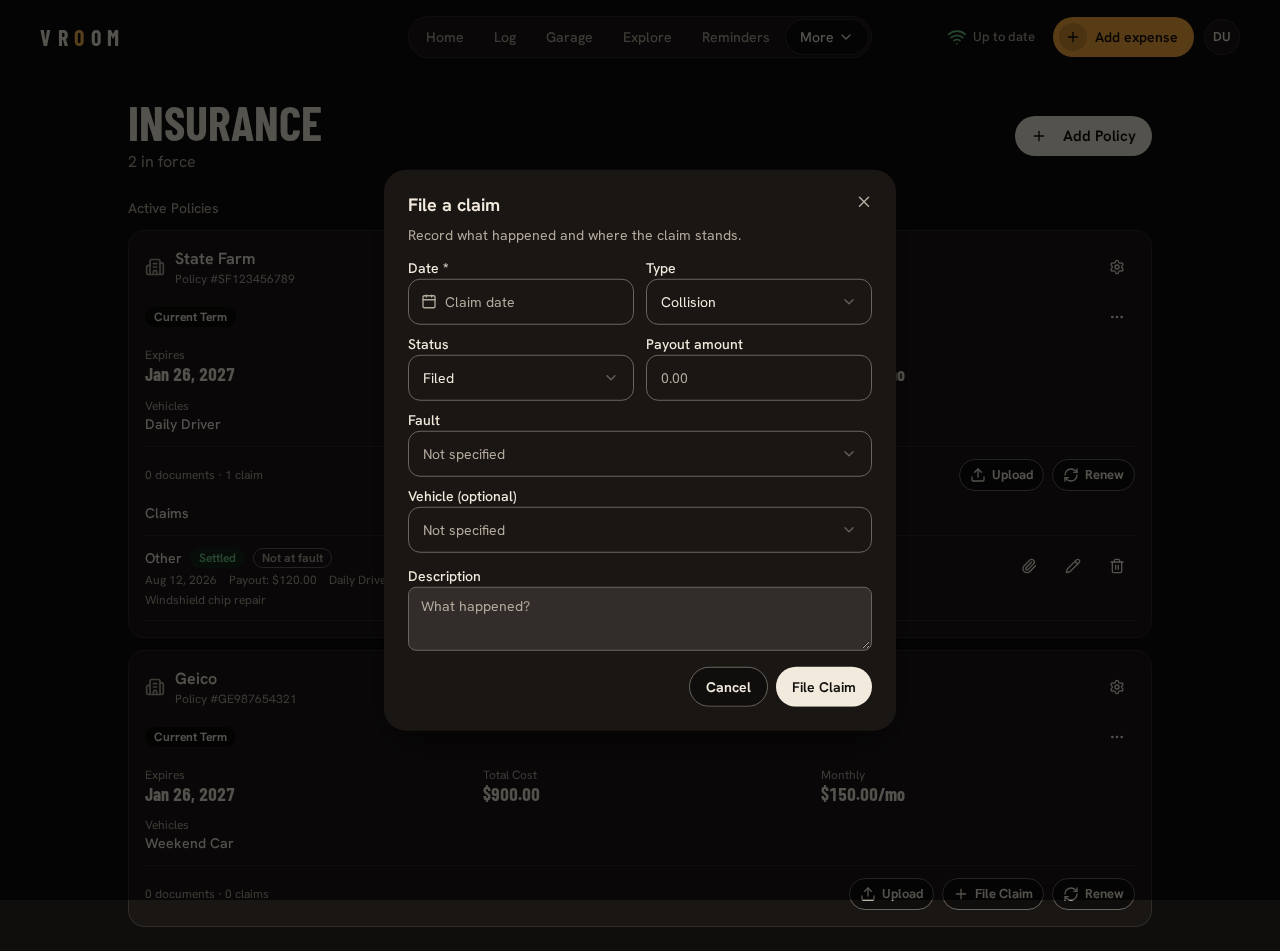 VROOM
Home Log Garage Explore Reminders More
Up to date
Add expense
DU
INSURANCE
2 in force
Add Policy
Active Policies
State Farm
Policy #SF123456789
Current Term
Expires
Jan 26, 2027
Vehicles
Daily Driver
0 documents · 1 claim
Upload Renew
Claims
Other Settled Not at fault
Aug 12, 2026 Payout: $120.00 Daily
Windshield chip repair
File a claim
Record what happened and where the claim stands.
Date * Type
Claim date Collision
Status Payout amount
Filed 0.00
Fault
Not specified
Vehicle (optional)
Not specified
Description
What happened?
Cancel File Claim
Geico
Policy #GE987654321
Current Term
Expires Total Cost Monthly
Jan 26, 2027 $900.00 $150.00/mo
Vehicles
Weekend Car
0 documents · 0 claims
Upload File Claim Renew